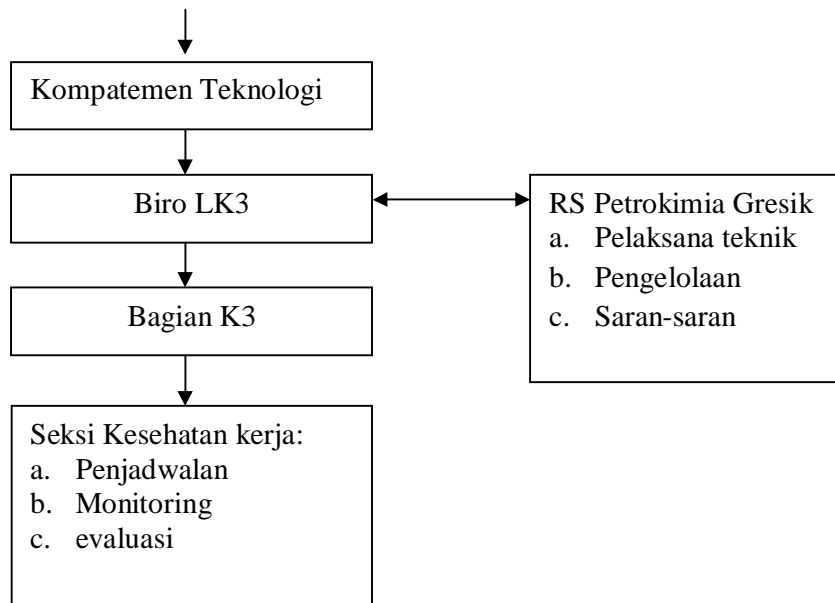 Kompatemen Teknologi
Biro LK3
RS Petrokimia Gresik
a. Pelaksana teknik
b. Pengelolaan
c. Saran-saran
Bagian K3
Seksi Kesehatan kerja:
a. Penjadwalan
b. Monitoring
c. evaluasi